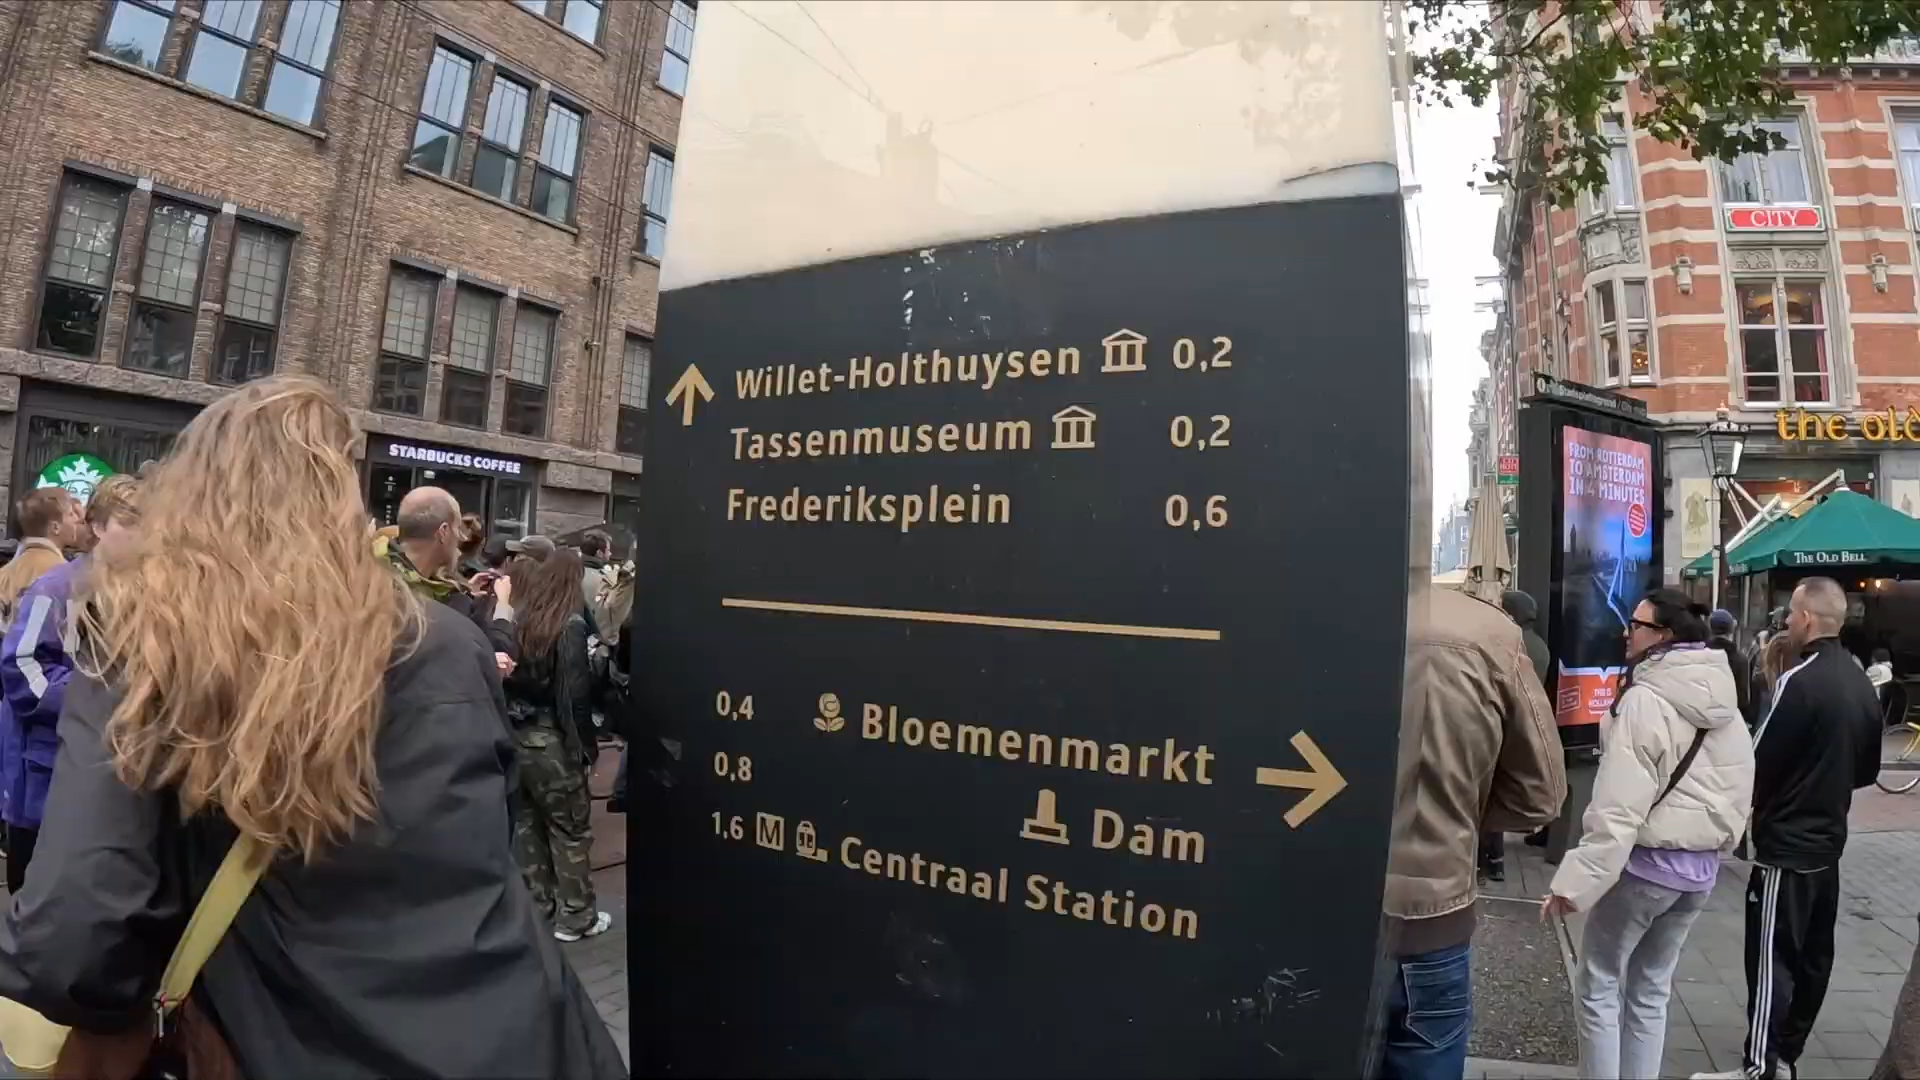 Willet-Holthuysen 0,2
Tassenmuseum 0,2
Frederiksplein 0,6
0,4 Bloemenmarkt
0,8 Dam
1,6 M Centraal Station
STARBUCKS COFFEE
CITY
the old
FROM ROTTERDAM
TO AMSTERDAM
IN 4 MINUTES
THE OLD BELL